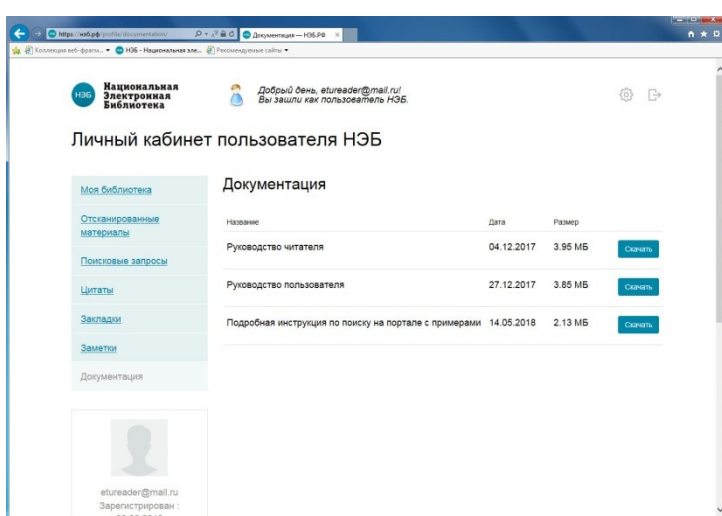 https://нэб.рф/profile/documentation/
Документация — НЭБ.РФ
Коллекция веб-фрагм...
НЭБ - Национальная эле...
Рекомендуемые сайты
НЭБ
Национальная
Электронная
Библиотека
Добрый день, etureader@mail.ru!
Вы зашли как пользователь НЭБ.
Личный кабинет пользователя НЭБ
Моя библиотека
Отсканированные
материалы
Поисковые запросы
Цитаты
Закладки
Заметки
Документация
Документация
Название Дата Размер
Руководство читателя 04.12.2017 3.95 МБ Скачать
Руководство пользователя 27.12.2017 3.85 МБ Скачать
Подробная инструкция по поиску на портале с примерами 14.05.2018 2.13 МБ Скачать
etureader@mail.ru
Зарегистрирован :